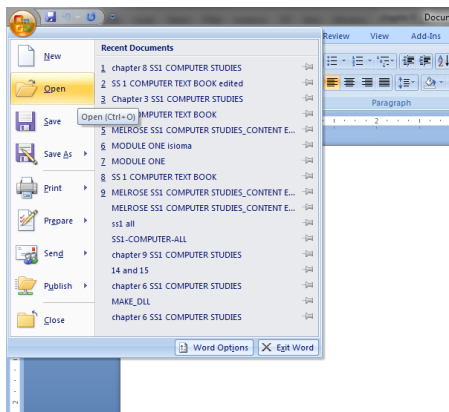 Docum
Review View Add-Ins
Paragraph
2
New
Open
Save
Save As
Print
Prepare
Send
Publish
Close
Open (Ctrl+O)
Recent Documents
1 chapter 8 SS1 COMPUTER STUDIES
2 SS 1 COMPUTER TEXT BOOK edited
3 Chapter 3 SS1 COMPUTER STUDIES
OMPUTER TEXT BOOK
5 MELROSE SS1 COMPUTER STUDIES_CONTENT E...
6 MODULE ONE isioma
7 MODULE ONE
8 SS 1 COMPUTER TEXT BOOK
9 MELROSE SS1 COMPUTER STUDIES_CONTENT E...
MELROSE SS1 COMPUTER STUDIES_CONTENT E...
ss1 all
SS1-COMPUTER-ALL
chapter 9 SS1 COMPUTER STUDIES
14 and 15
chapter 6 SS1 COMPUTER STUDIES
MAKE_DLL
chapter 6 SS1 COMPUTER STUDIES
Word Options Exit Word